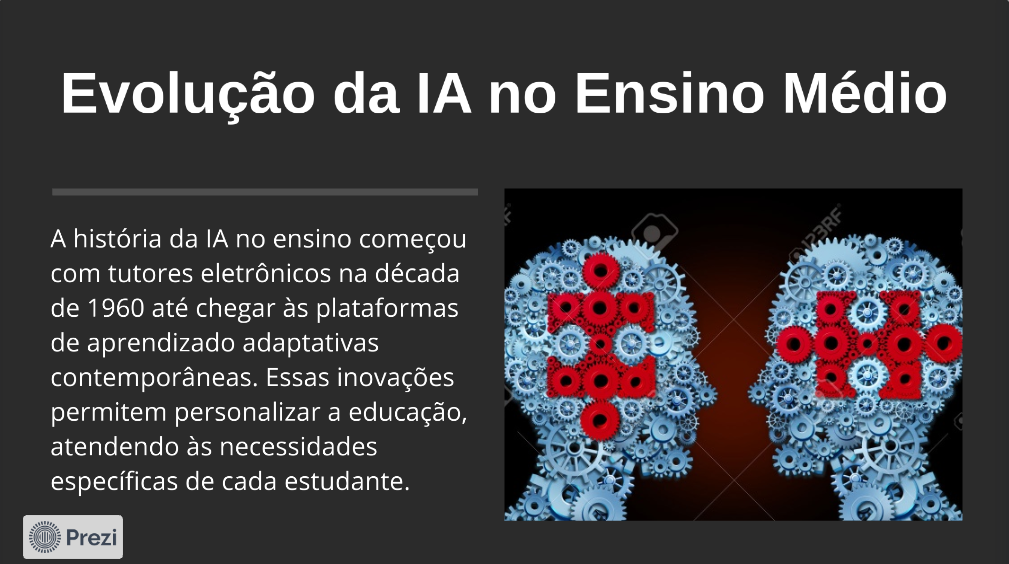 Evolução da IA no Ensino Médio
A história da IA no ensino começou
com tutores eletrônicos na década
de 1960 até chegar às plataformas
de aprendizado adaptativas
contemporâneas. Essas inovações
permitem personalizar a educação,
atendendo às necessidades
específicas de cada estudante.
123RF
Prezi